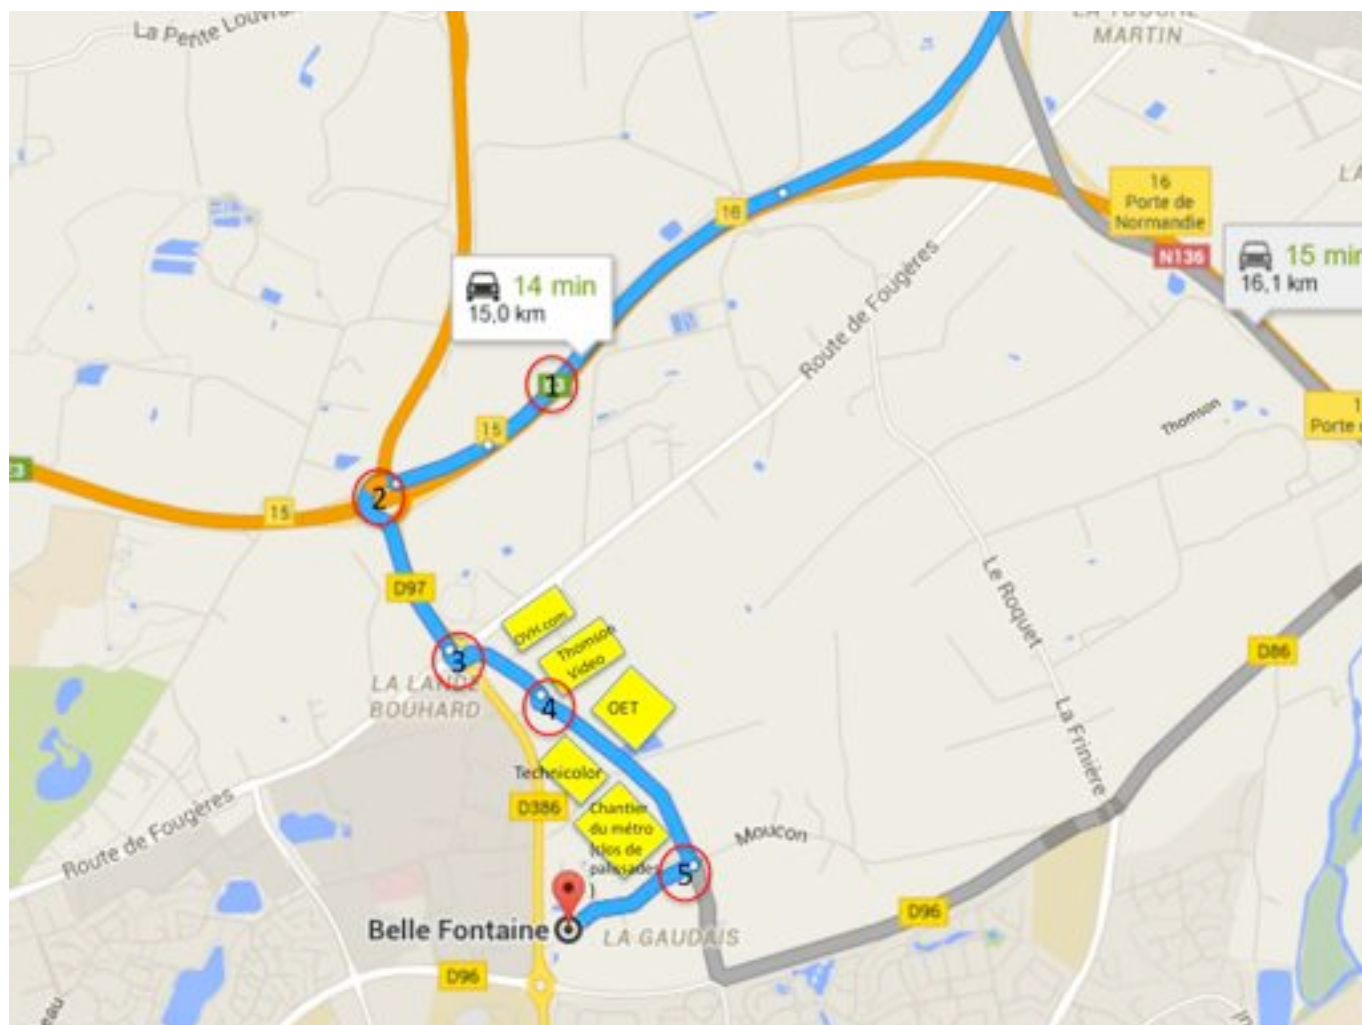 La Pente Louvrai
LA TOUCHE
MARTIN
16
Porte de
Normandie
16
N136
15 min
16,1 km
14 min
15,0 km
Route de Fougères
1
15
Thomson
Porte
2
15
D97
Le Roquet
OVH.com
Thomson
Video
D86
3
LA LANDE
BOUHARD
4
OET
La Frinière
Technicolor
D386
Chantier
du métro
(clos de
palissades
)
Moucon
Route de Fougères
5
D96
Belle Fontaine
LA GAUDAIS
D96